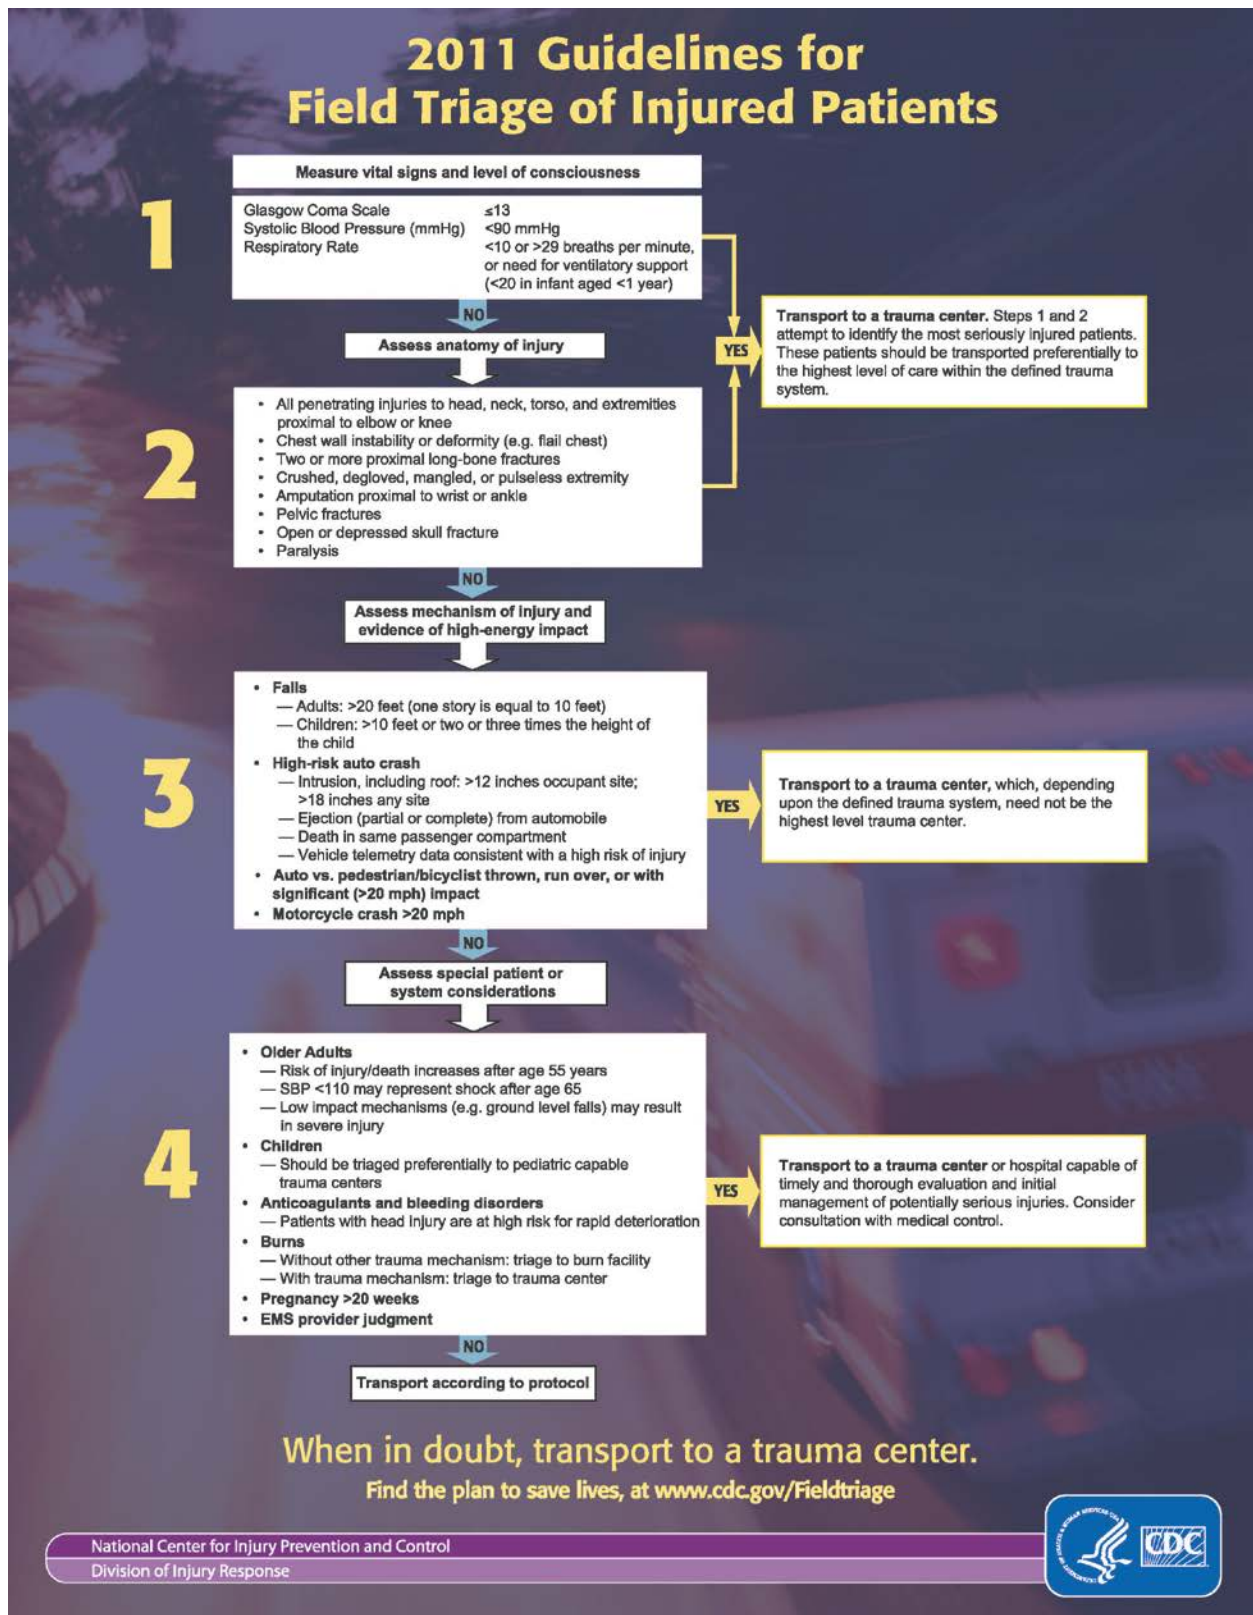 2011 Guidelines for
Field Triage of Injured Patients
Measure vital signs and level of consciousness
1
Glasgow Coma Scale ≤13
Systolic Blood Pressure (mmHg) <90 mmHg
Respiratory Rate <10 or >29 breaths per minute,
or need for ventilatory support
(<20 in infant aged <1 year)
NO
YES
Transport to a trauma center. Steps 1 and 2
attempt to identify the most seriously injured patients.
These patients should be transported preferentially to
the highest level of care within the defined trauma
system.
Assess anatomy of injury
2
• All penetrating injuries to head, neck, torso, and extremities
proximal to elbow or knee
• Chest wall instability or deformity (e.g. flail chest)
• Two or more proximal long-bone fractures
• Crushed, degloved, mangled, or pulseless extremity
• Amputation proximal to wrist or ankle
• Pelvic fractures
• Open or depressed skull fracture
• Paralysis
NO
Assess mechanism of injury and
evidence of high-energy impact
3
• Falls
— Adults: >20 feet (one story is equal to 10 feet)
— Children: >10 feet or two or three times the height of
the child
• High-risk auto crash
— Intrusion, including roof: >12 inches occupant site;
>18 inches any site
— Ejection (partial or complete) from automobile
— Death in same passenger compartment
— Vehicle telemetry data consistent with a high risk of injury
• Auto vs. pedestrian/bicyclist thrown, run over, or with
significant (>20 mph) impact
• Motorcycle crash >20 mph
YES
Transport to a trauma center, which, depending
upon the defined trauma system, need not be the
highest level trauma center.
NO
Assess special patient or
system considerations
4
• Older Adults
— Risk of injury/death increases after age 55 years
— SBP <110 may represent shock after age 65
— Low impact mechanisms (e.g. ground level falls) may result
in severe injury
• Children
— Should be triaged preferentially to pediatric capable
trauma centers
• Anticoagulants and bleeding disorders
— Patients with head injury are at high risk for rapid deterioration
• Burns
— Without other trauma mechanism: triage to burn facility
— With trauma mechanism: triage to trauma center
• Pregnancy >20 weeks
• EMS provider judgment
YES
Transport to a trauma center or hospital capable of
timely and thorough evaluation and initial
management of potentially serious injuries. Consider
consultation with medical control.
NO
Transport according to protocol
When in doubt, transport to a trauma center.
Find the plan to save lives, at www.cdc.gov/Fieldtriage
National Center for Injury Prevention and Control
Division of Injury Response
CDC